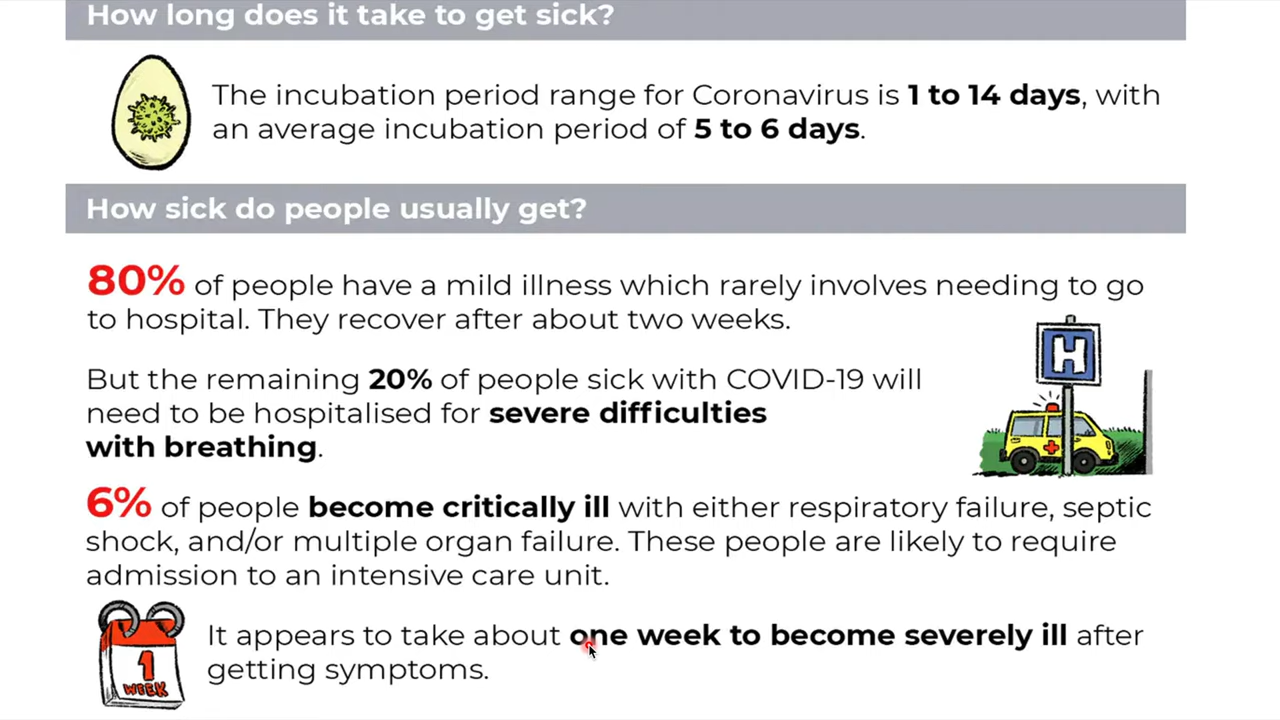 How long does it take to get sick?
The incubation period range for Coronavirus is 1 to 14 days, with
an average incubation period of 5 to 6 days.
How sick do people usually get?
80% of people have a mild illness which rarely involves needing to go
to hospital. They recover after about two weeks.
But the remaining 20% of people sick with COVID-19 will
need to be hospitalised for severe difficulties
with breathing.
H
6% of people become critically ill with either respiratory failure, septic
shock, and/or multiple organ failure. These people are likely to require
admission to an intensive care unit.
1
WEEK
It appears to take about one week to become severely ill after
getting symptoms.